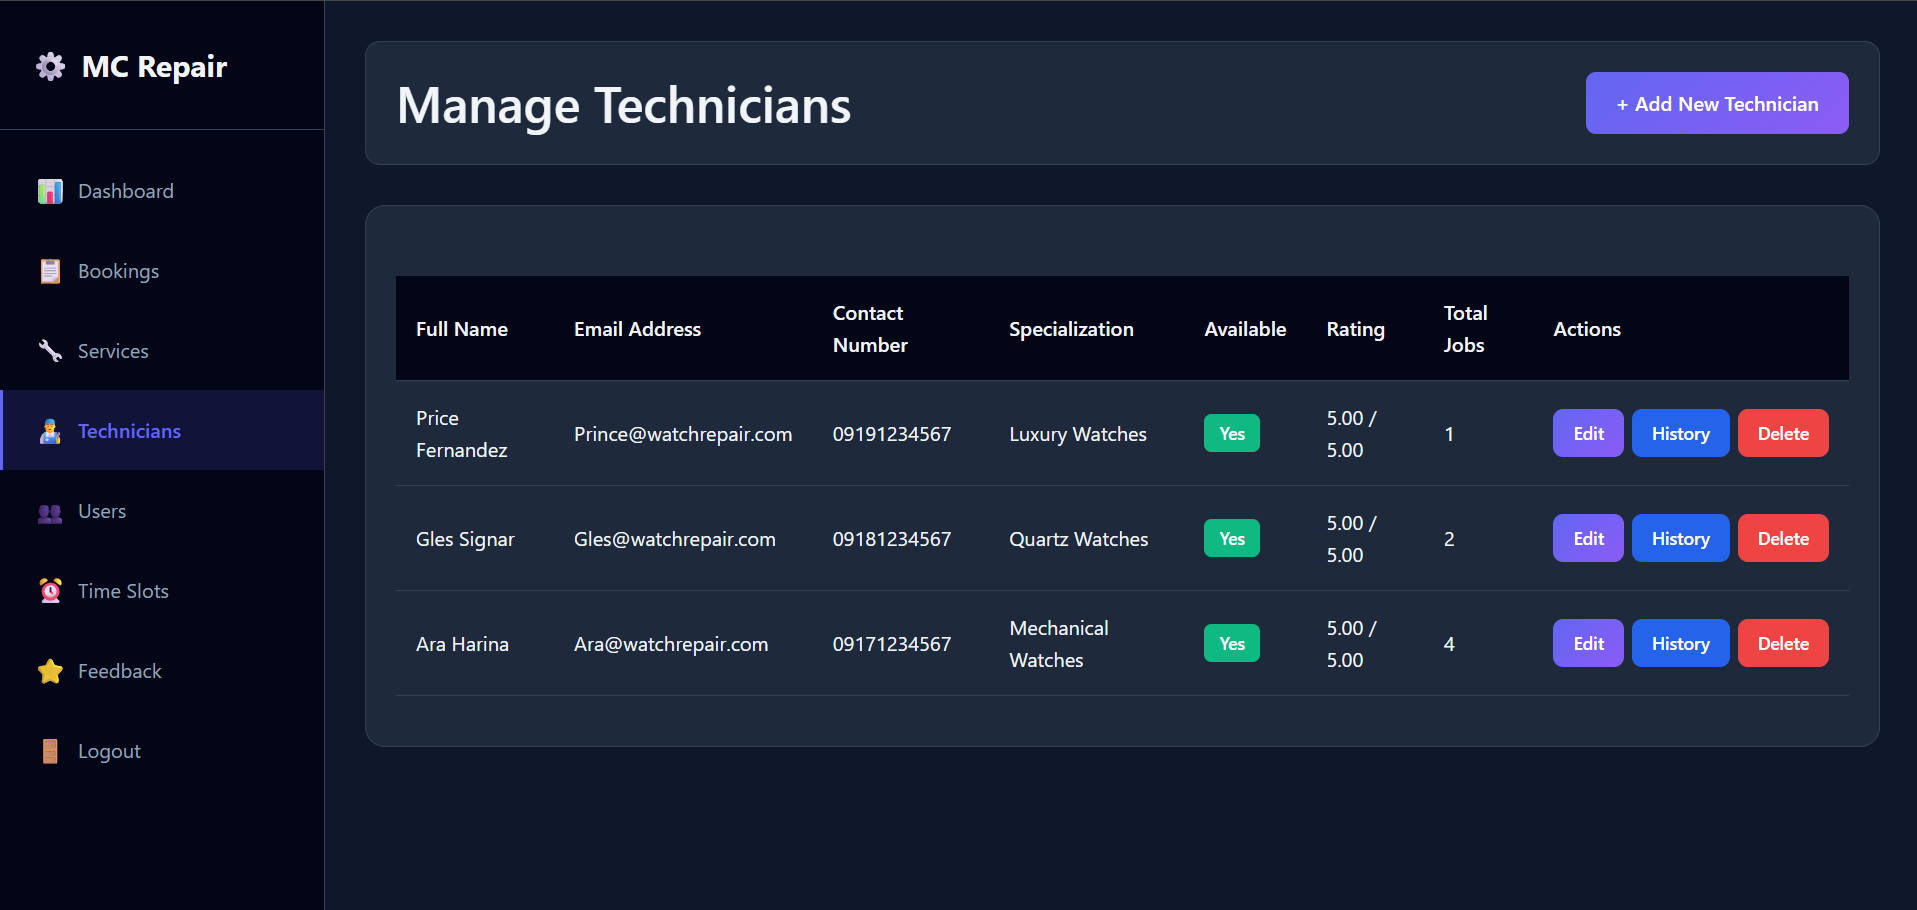 MC Repair
Dashboard
Bookings
Services
Technicians
Users
Time Slots
Feedback
Logout
Manage Technicians
+ Add New Technician
Full Name Email Address Contact Number Specialization Available Rating Total Jobs Actions
Price Fernandez Prince@watchrepair.com 09191234567 Luxury Watches Yes 5.00 / 5.00 1 Edit History Delete
Gles Signar Gles@watchrepair.com 09181234567 Quartz Watches Yes 5.00 / 5.00 2 Edit History Delete
Ara Harina Ara@watchrepair.com 09171234567 Mechanical Watches Yes 5.00 / 5.00 4 Edit History Delete